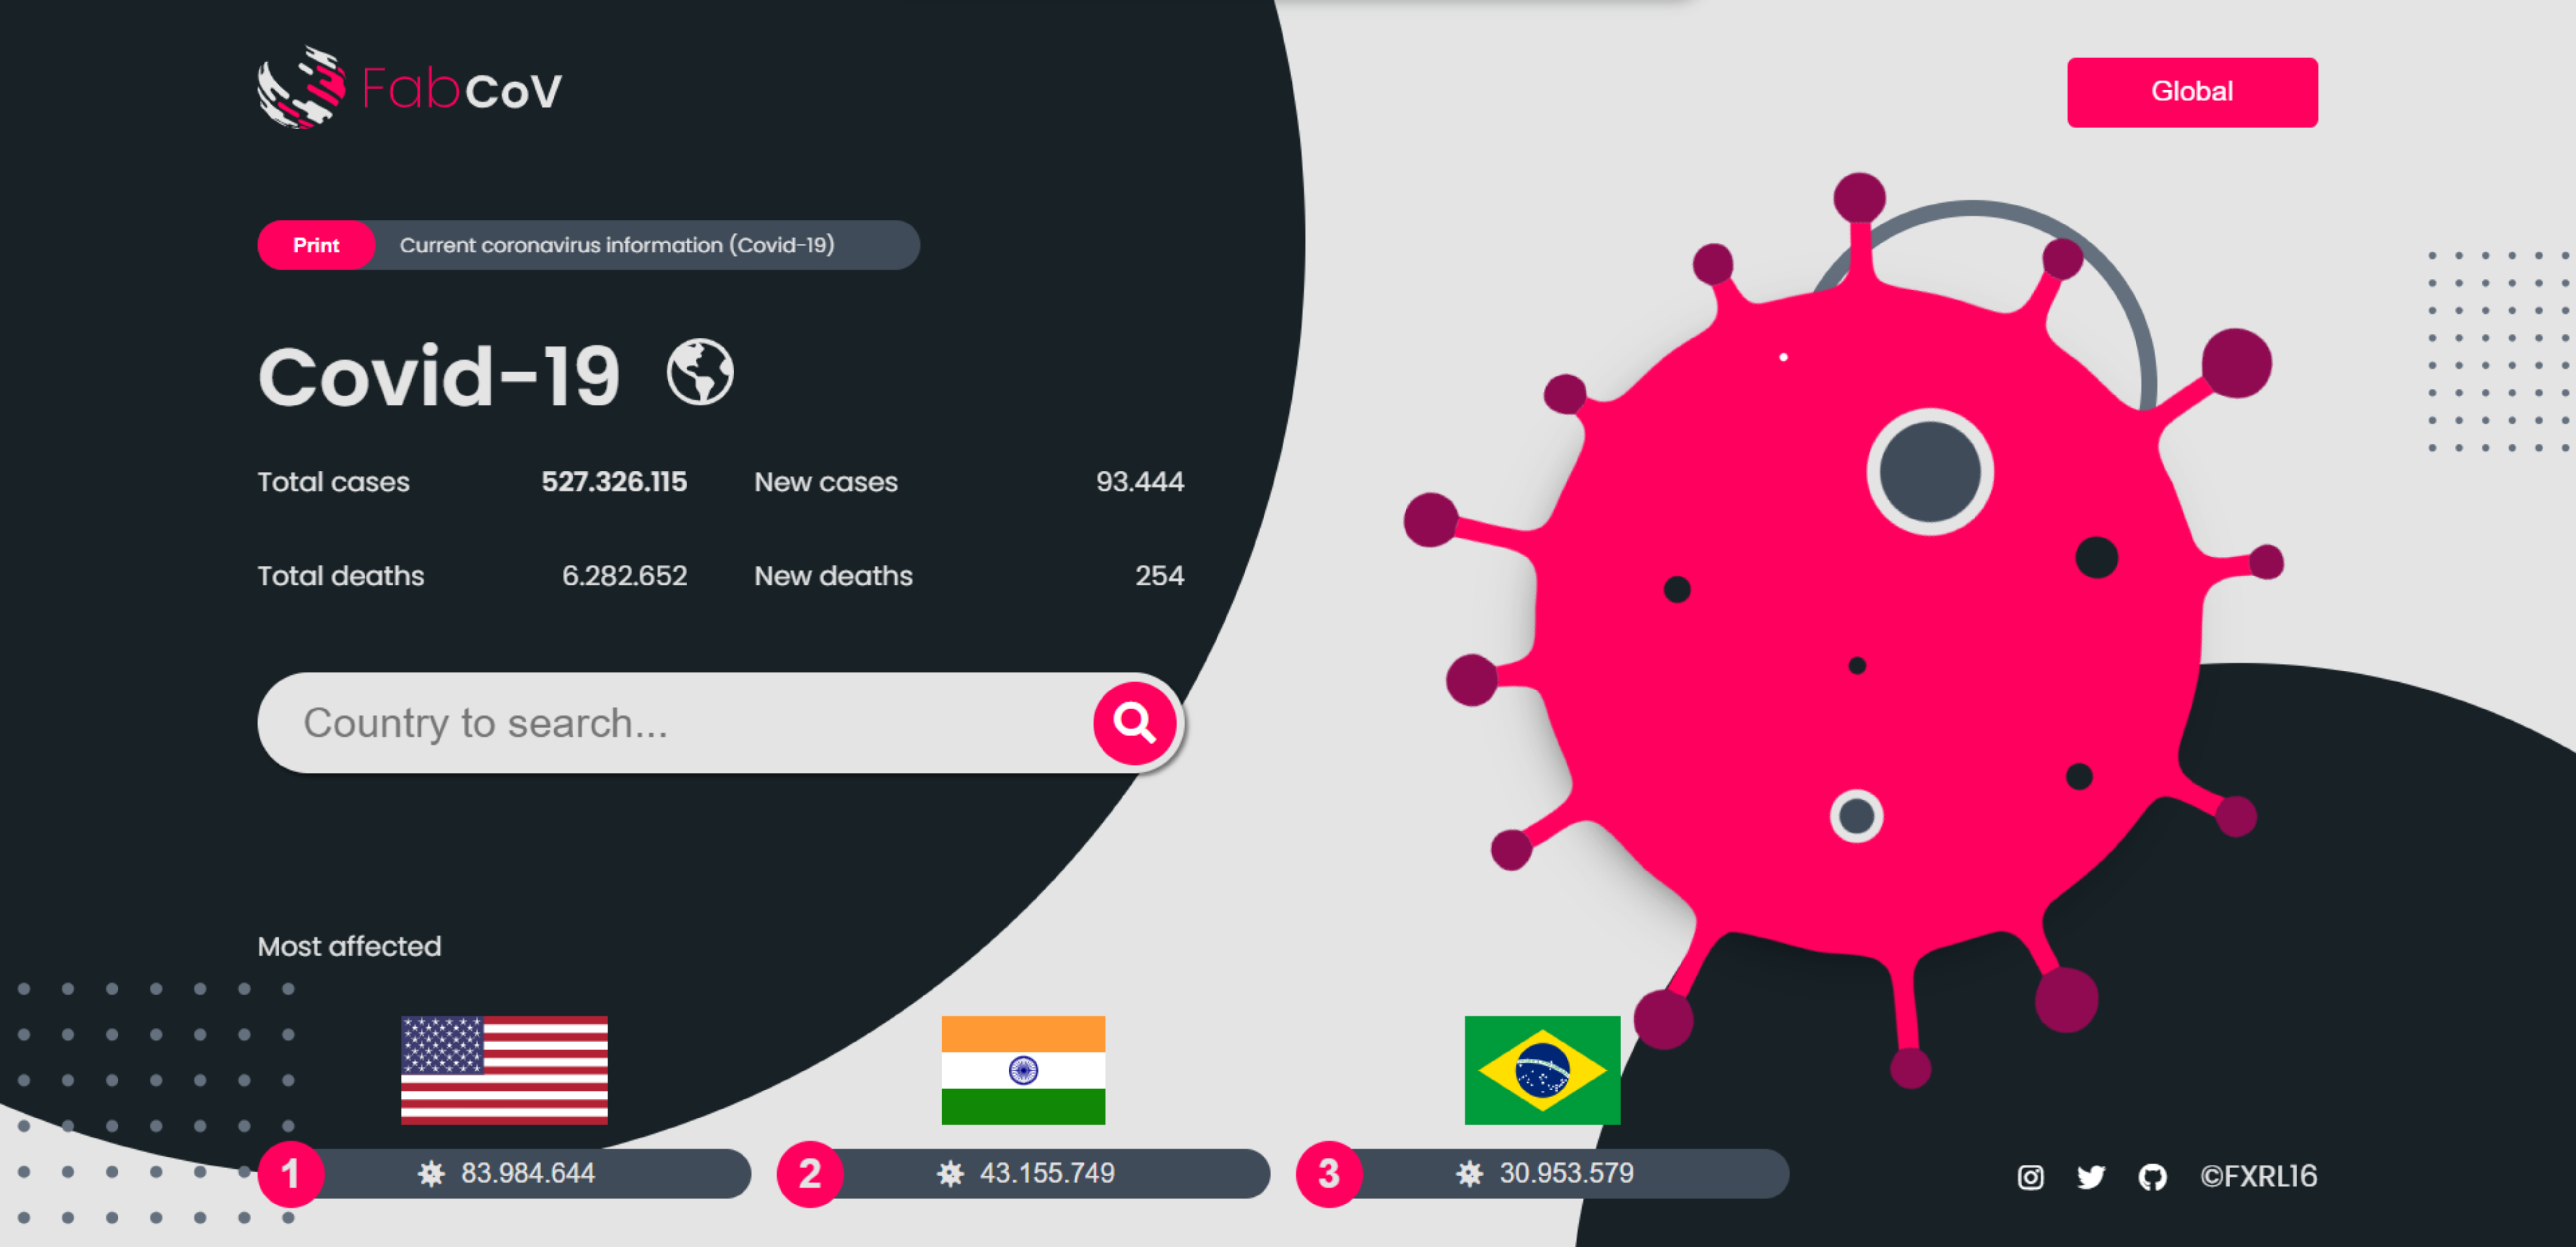 FabCoV
Global
Print Current coronavirus information (Covid-19)
Covid-19
Total cases 527.326.115 New cases 93.444
Total deaths 6.282.652 New deaths 254
Country to search...
Most affected
1 83.984.644 2 43.155.749 3 30.953.579
©FXRL16